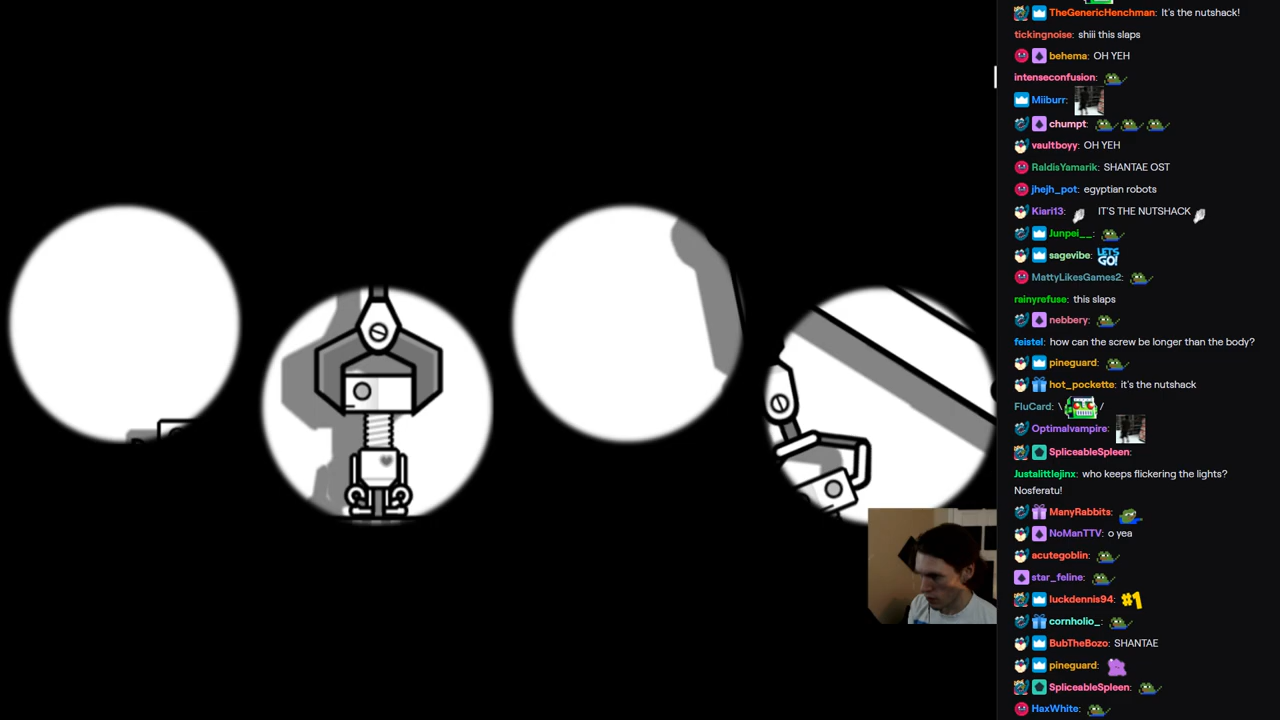 TheGenericHenchman: It's the nutshack!
tickingnoise: shiii this slaps
behema: OH YEH
intenseconfusion:
Miiburr:
chumpt:
vaultboyy: OH YEH
RaldisYamarik: SHANTAE OST
jhejh_pot: egyptian robots
Kiari13: IT'S THE NUTSHACK
Junpei__:
sagevibe: LETS GO!
MattyLikesGames2:
rainyrefuse: this slaps
nebbery:
feistel: how can the screw be longer than the body?
pineguard:
hot_pockette: it's the nutshack
FluCard: \ /
Optimalvampire:
SpliceableSpleen:
Justalittlejinx: who keeps flickering the lights?
Nosferatu!
ManyRabbits:
NoManTTV: o yea
acutegoblin:
star_feline:
luckdennis94: #1
cornholio_:
BubTheBozo: SHANTAE
pineguard:
SpliceableSpleen:
HaxWhite: